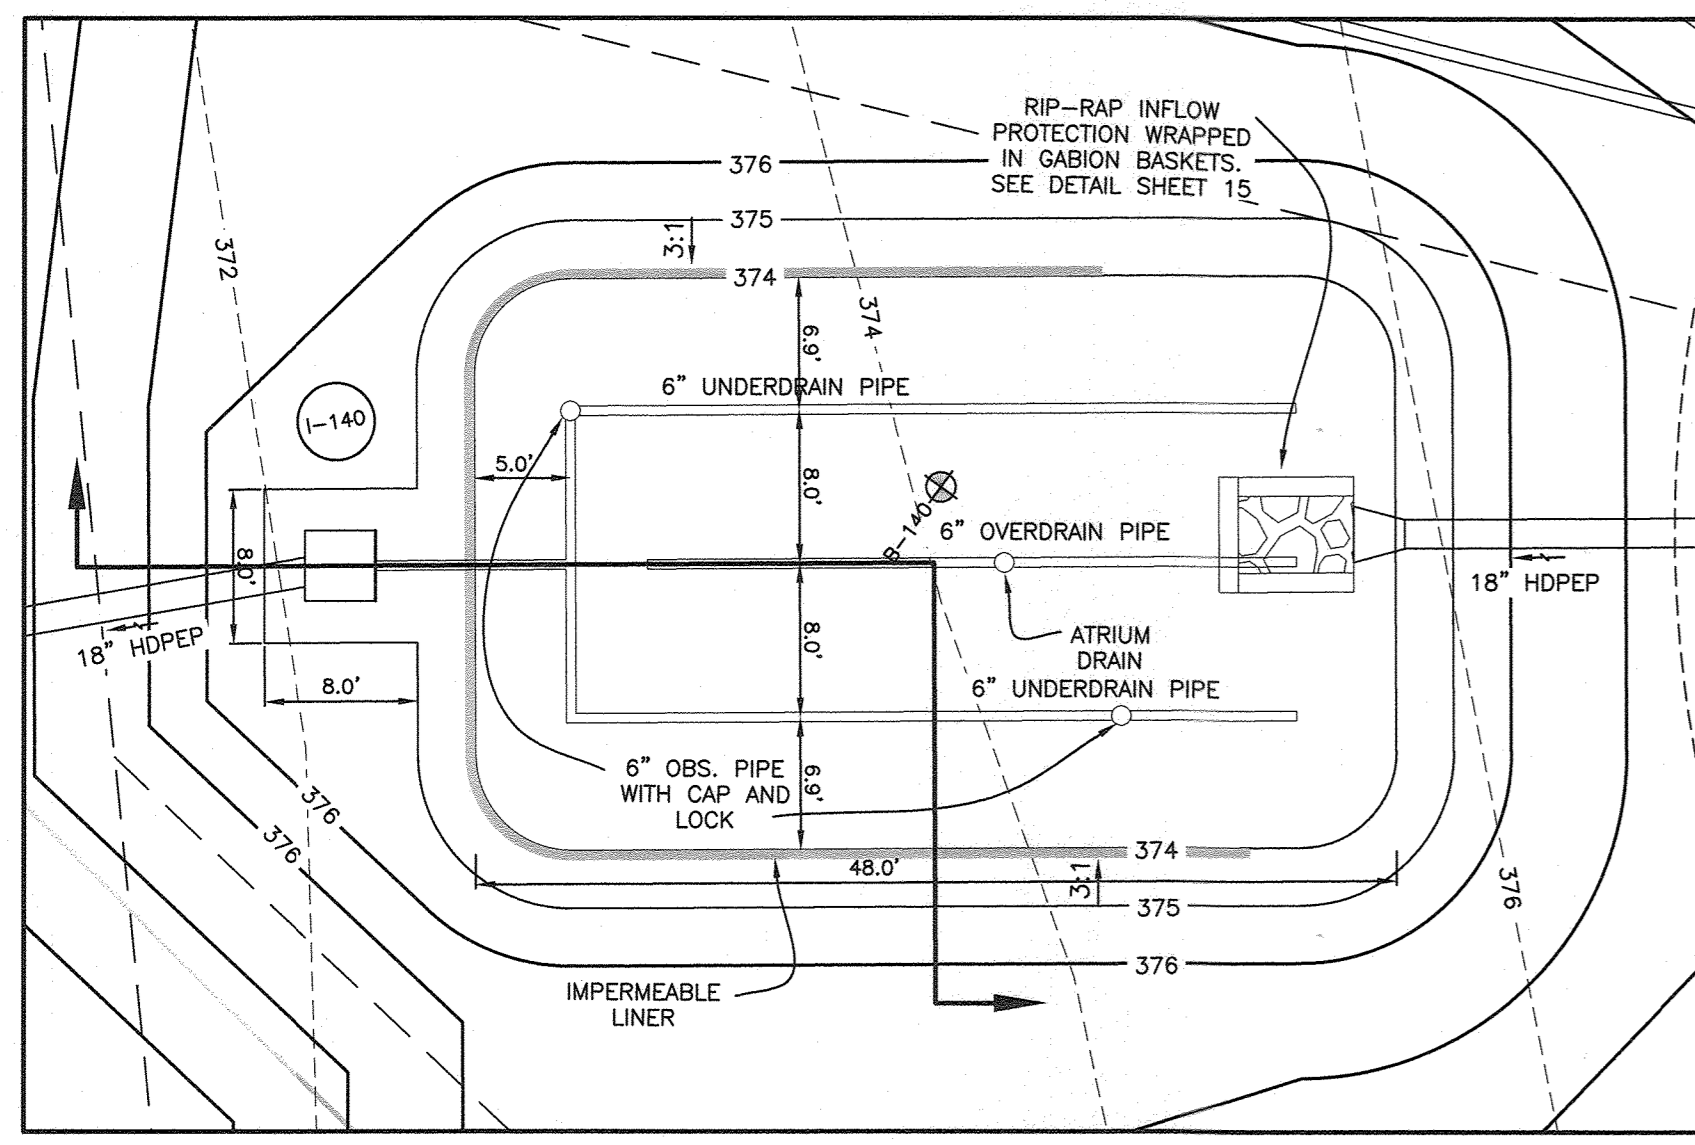 RIP-RAP INFLOW
PROTECTION WRAPPED
IN GABION BASKETS.
SEE DETAIL SHEET 15
376
375
3:1
374
372
374
6.9'
6" UNDERDRAIN PIPE
I-140
5.0'
8.0'
B-140
6" OVERDRAIN PIPE
8.0'
18" HDPEP
18" HDPEP
8.0'
ATRIUM
DRAIN
8.0'
6" UNDERDRAIN PIPE
6" OBS. PIPE
WITH CAP AND
LOCK
6.9'
376
376
48.0'
374
3:1
375
376
376
IMPERMEABLE
LINER